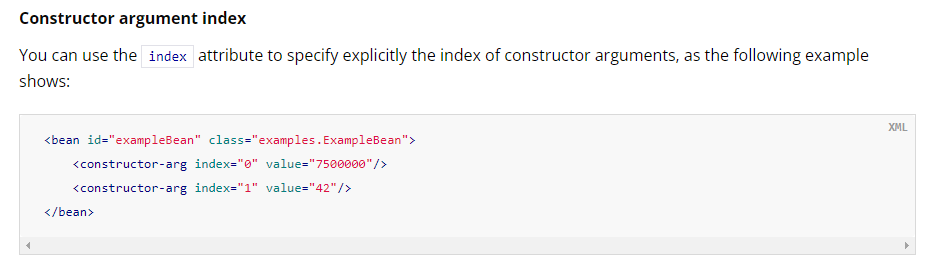 Constructor argument index
You can use the index attribute to specify explicitly the index of constructor arguments, as the following example
shows:
XML
<bean id="exampleBean" class="examples.ExampleBean">
    <constructor-arg index="0" value="7500000"/>
    <constructor-arg index="1" value="42"/>
</bean>